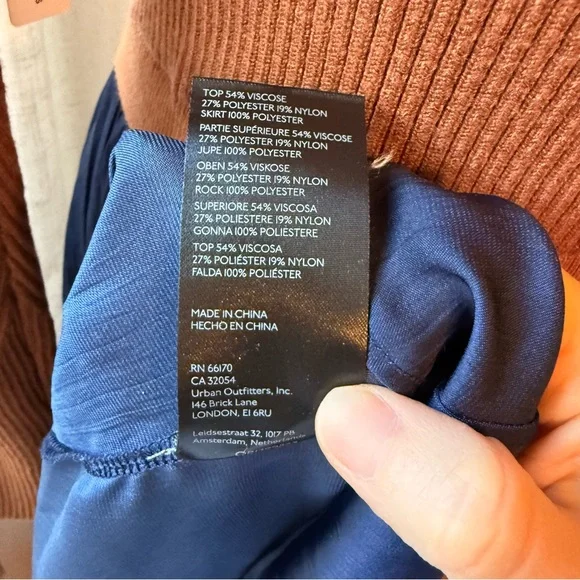 TOP 54% VISCOSE
27% POLYESTER 19% NYLON
SKIRT 100% POLYESTER
PARTIE SUPÉRIEURE 54% VISCOSE
27% POLYESTER 19% NYLON
JUPE 100% POLYESTER
OBEN 54% VISKOSE
27% POLYESTER 19% NYLON
ROCK 100% POLYESTER
SUPERIORE 54% VISCOSA
27% POLIESTERE 19% NYLON
GONNA 100% POLIESTERE
TOP 54% VISCOSA
27% POLIÉSTER 19% NYLON
FALDA 100% POLIÉSTER
MADE IN CHINA
HECHO EN CHINA
RN 66170
CA 32054
Urban Outfitters, Inc.
146 Brick Lane
LONDON, E1 6RU
Leidsestraat 32, 1017 PB
Amsterdam, Netherlands